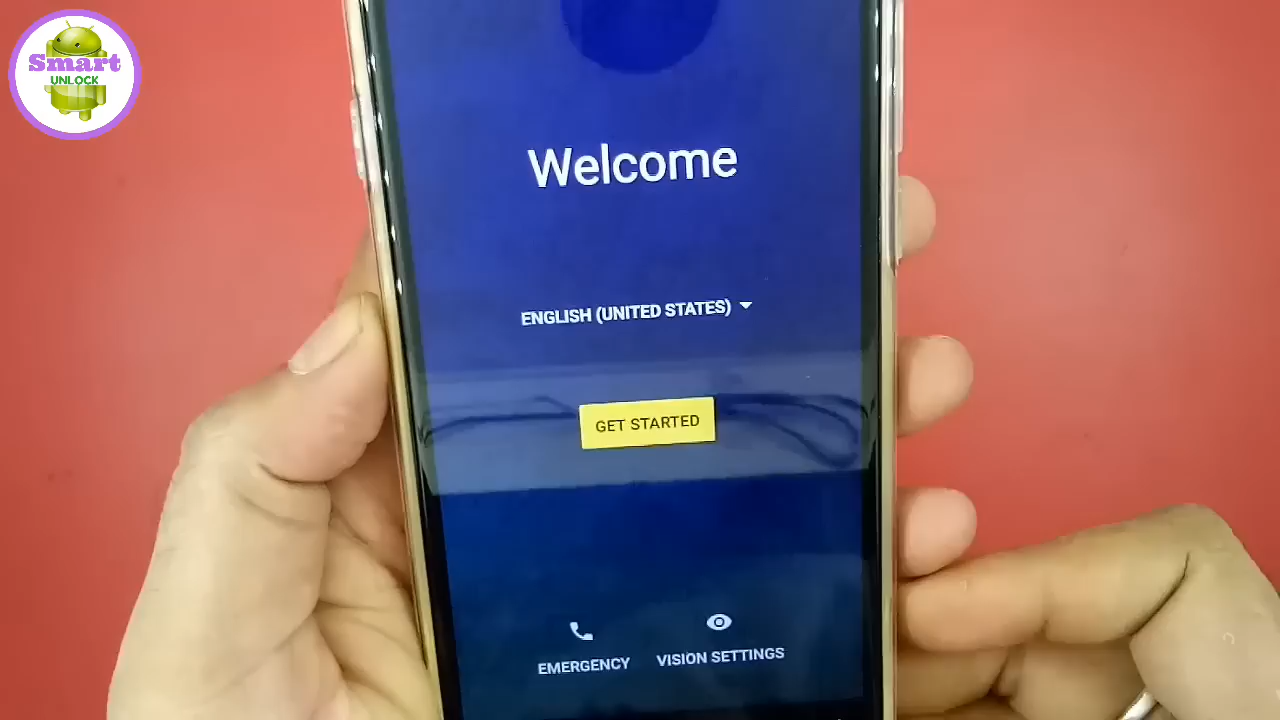 Smart
UNLOCK
Welcome
ENGLISH (UNITED STATES)
GET STARTED
EMERGENCY
VISION SETTINGS